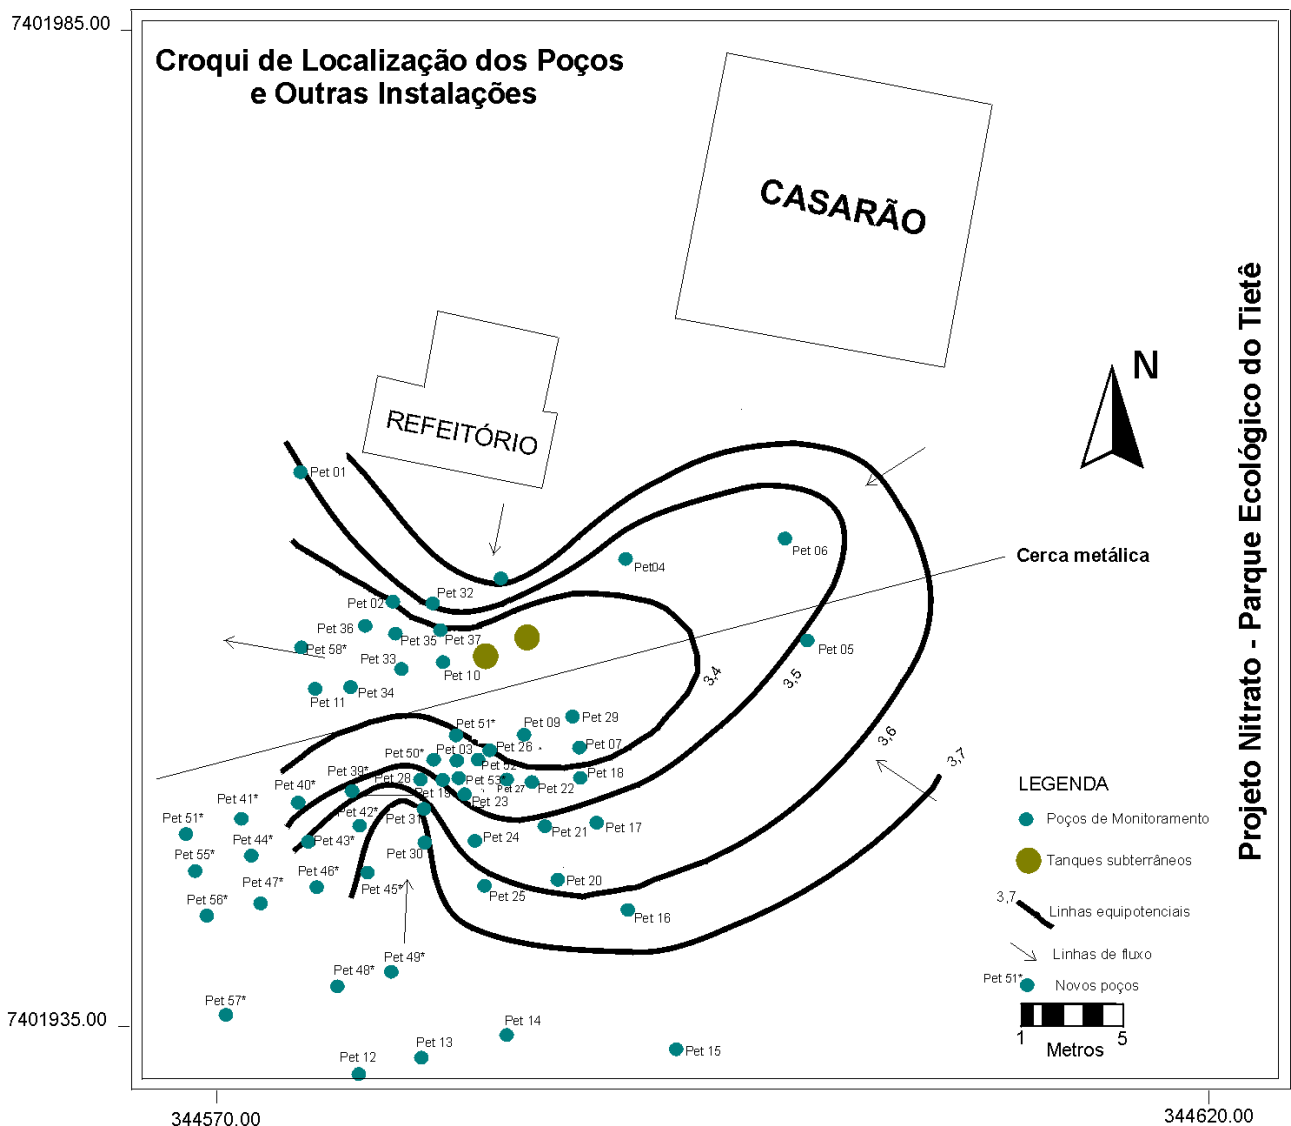 7401985.00
Croqui de Localização dos Poços
e Outras Instalações
CASARÃO
N
REFEITÓRIO
Pet 01
Cerca metálica
Pet 06
Pet04
Pet 32
Pet 02
Pet 36
Pet 35
Pet 37
Pet 58*
Pet 33
Pet 10
Pet 05
Pet 11
Pet 34
3,4
3,5
3,6
3,7
Pet 51*
Pet 09
Pet 29
Pet 26
Pet 07
Pet 50*
Pet 03
Pet 52
Pet 39*
Pet 28
Pet 53*
Pet 27
Pet 18
Pet 22
Pet 40*
Pet 19
Pet 23
Pet 41*
Pet 31
Pet 51*
Pet 42*
Pet 21
Pet 17
Pet 44*
Pet 43*
Pet 24
Pet 30
Pet 55*
Pet 46*
Pet 45*
Pet 20
Pet 47*
Pet 25
Pet 56*
Pet 16
Pet 49*
Pet 48*
Pet 57*
Pet 14
Pet 13
Pet 12
Pet 15
LEGENDA
Poços de Monitoramento
Tanques subterrâneos
3,7
Linhas equipotenciais
Linhas de fluxo
Pet 51*
Novos poços
1 5
Metros
Projeto Nitrato - Parque Ecológico do Tietê
7401935.00
344570.00
344620.00